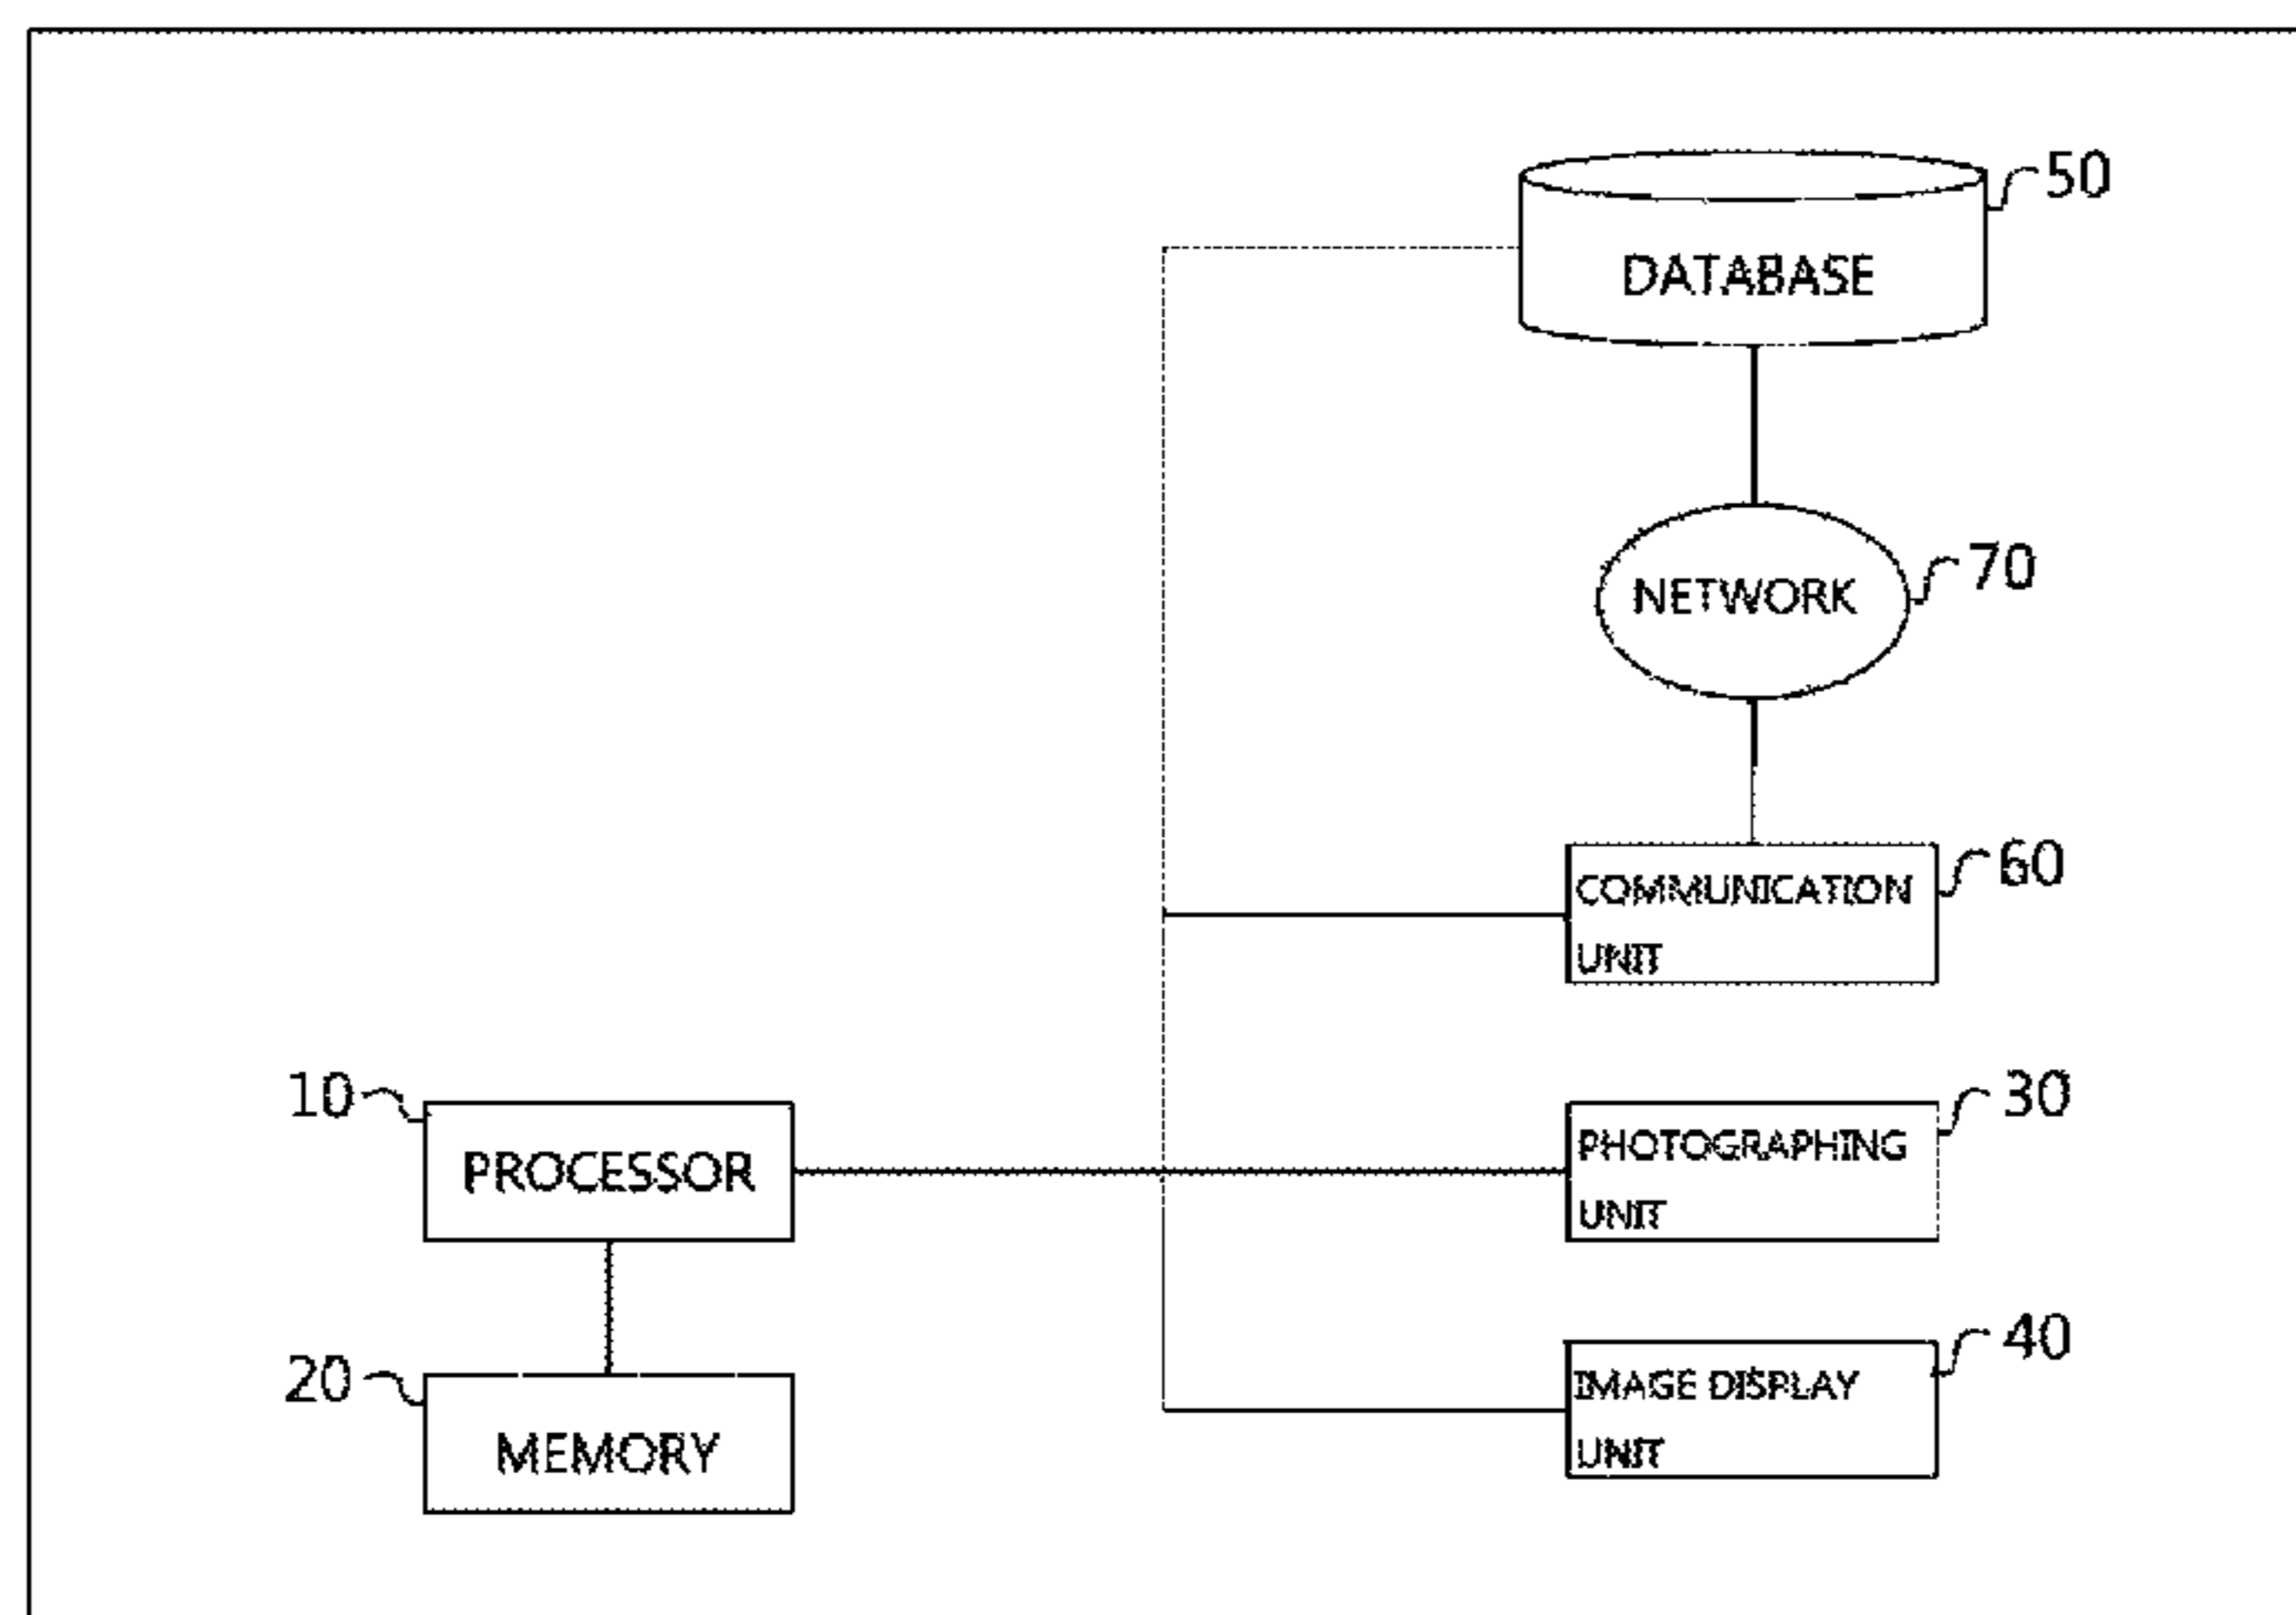 50
DATABASE
70
NETWORK
60
COMMUNICATION
UNIT
10
PROCESSOR
30
PHOTOGRAPHING
UNIT
20
MEMORY
40
IMAGE DISPLAY
UNIT